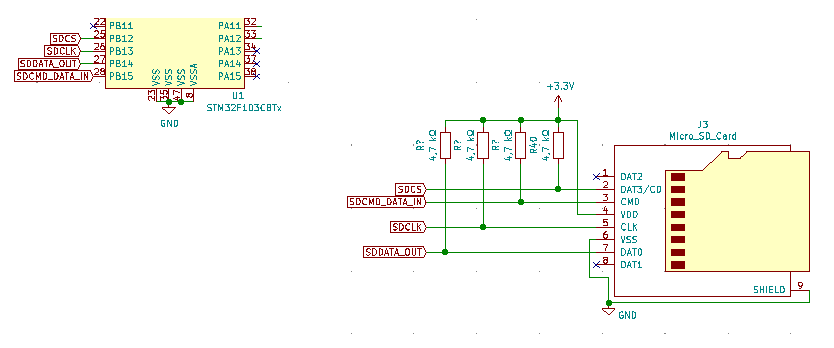 22 PB11 PA11 32
SDCS 25 PB12 PA12 33
SDCLK 26 PB13 PA13 34
SDDATA_OUT 27 PB14 PA14 37
SDCMD_DATA_IN 28 PB15 PA15 38
VSS VSS VSS VSSA
23 35 47 8
U1
STM32F103C8Tx
GND
+3.3V
R? 4,7 kΩ R? 4,7 kΩ R? 4,7 kΩ R40 4,7 kΩ
J3
Micro_SD_Card
1 DAT2
SDCS 2 DAT3/CD
SDCMD_DATA_IN 3 CMD
4 VDD
SDCLK 5 CLK
6 VSS
SDDATA_OUT 7 DAT0
8 DAT1
SHIELD 9
GND